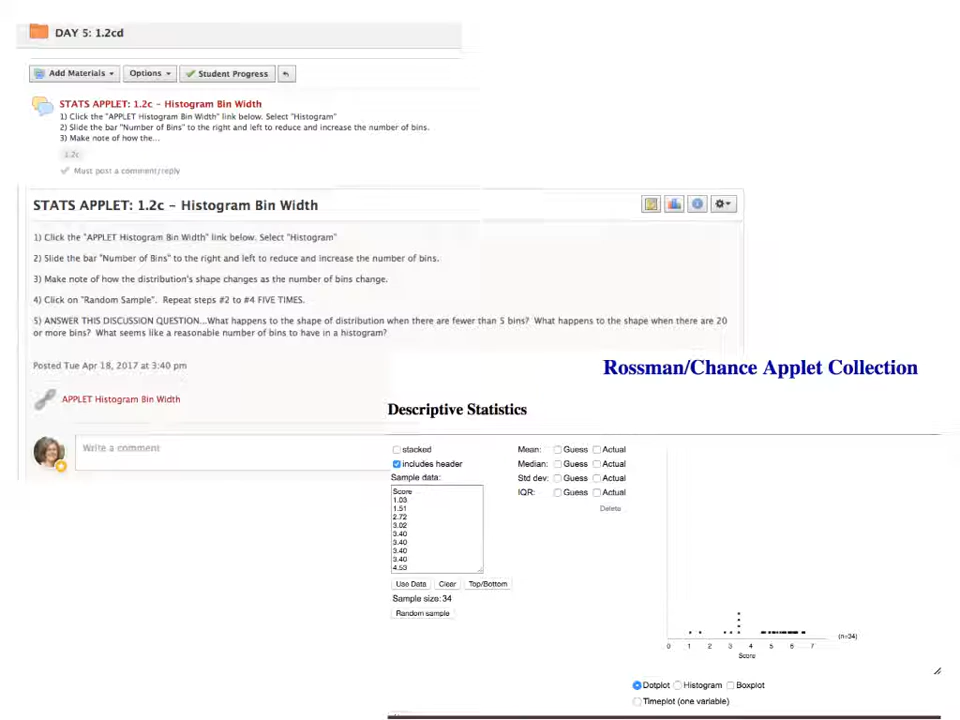 DAY 5: 1.2cd
Add Materials
Options
Student Progress
STATS APPLET: 1.2c – Histogram Bin Width
1) Click the "APPLET Histogram Bin Width" link below. Select "Histogram"
2) Slide the bar "Number of Bins" to the right and left to reduce and increase the number of bins.
3) Make note of how the...
1.2c
Must post a comment/reply
STATS APPLET: 1.2c – Histogram Bin Width
1) Click the "APPLET Histogram Bin Width" link below. Select "Histogram"
2) Slide the bar "Number of Bins" to the right and left to reduce and increase the number of bins.
3) Make note of how the distribution's shape changes as the number of bins change.
4) Click on "Random Sample". Repeat steps #2 to #4 FIVE TIMES.
5) ANSWER THIS DISCUSSION QUESTION...What happens to the shape of distribution when there are fewer than 5 bins? What happens to the shape when there are 20
or more bins? What seems like a reasonable number of bins to have in a histogram?
Posted Tue Apr 18, 2017 at 3:40 pm
APPLET Histogram Bin Width
Write a comment
Rossman/Chance Applet Collection
Descriptive Statistics
stacked
includes header
Sample data:
Score
1.03
1.51
2.72
3.02
3.40
3.40
3.40
3.40
4.53
Use Data Clear Top/Bottom
Sample size: 34
Random sample
Mean: Guess Actual
Median: Guess Actual
Std dev: Guess Actual
IQR: Guess Actual
Delete
(n=34)
0 1 2 3 4 5 6 7
Score
Dotplot Histogram Boxplot
Timeplot (one variable)